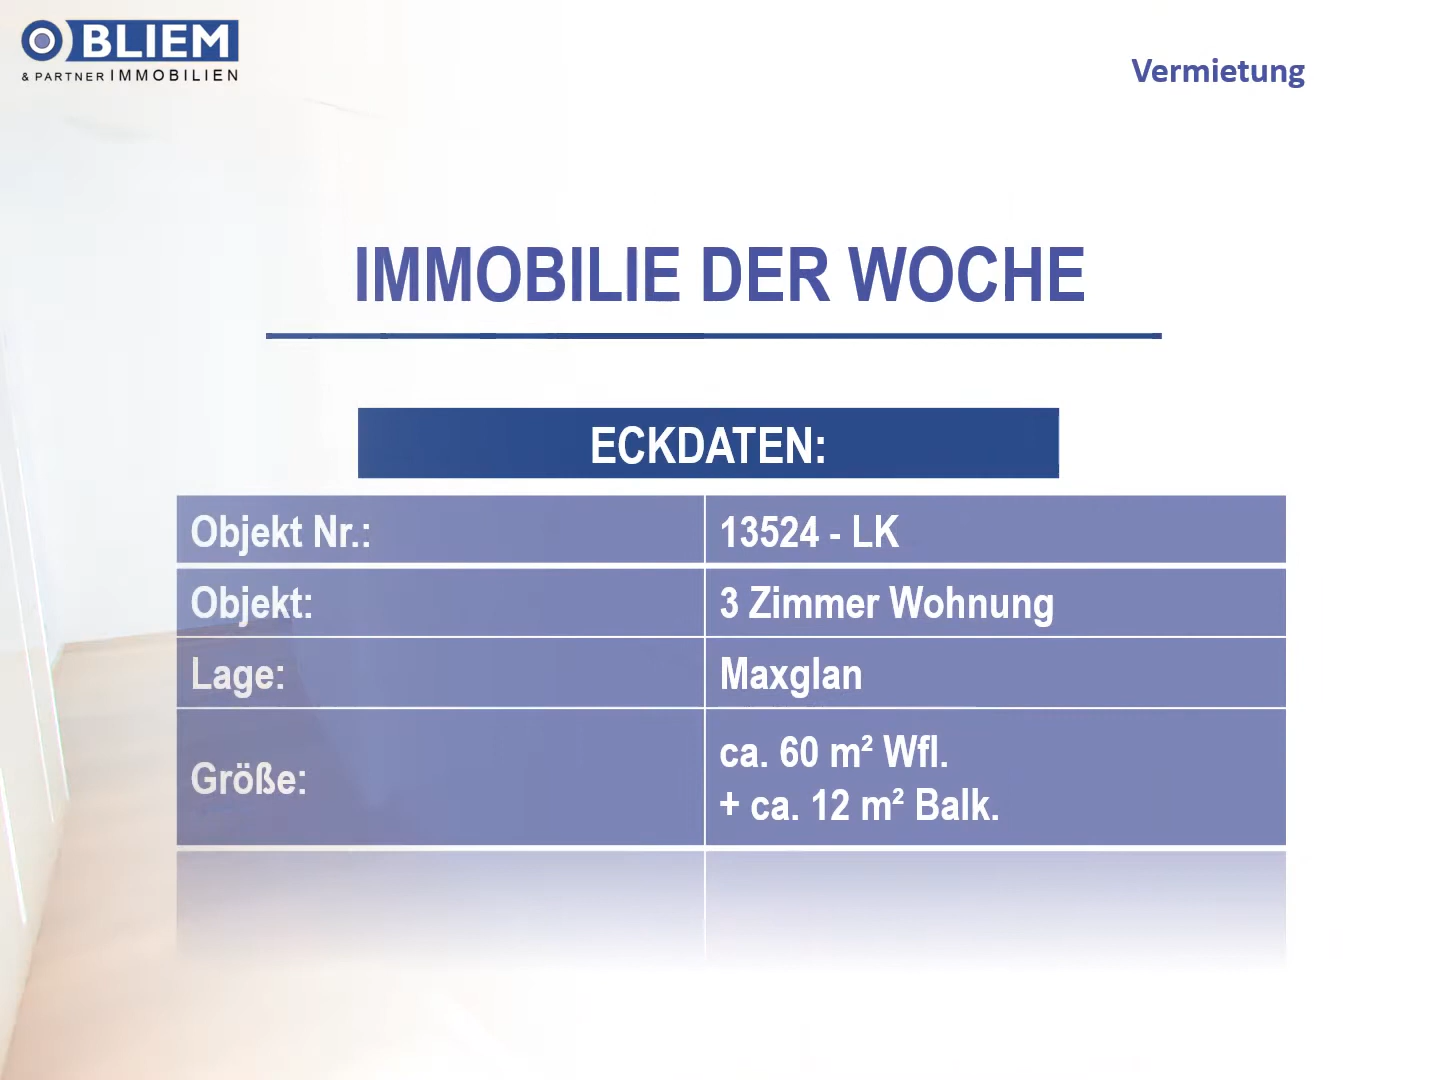 BLIEM
& PARTNER IMMOBILIEN
Vermietung
IMMOBILIE DER WOCHE
ECKDATEN:
Objekt Nr.: 13524 - LK
Objekt: 3 Zimmer Wohnung
Lage: Maxglan
Größe: ca. 60 m² Wfl.
+ ca. 12 m² Balk.